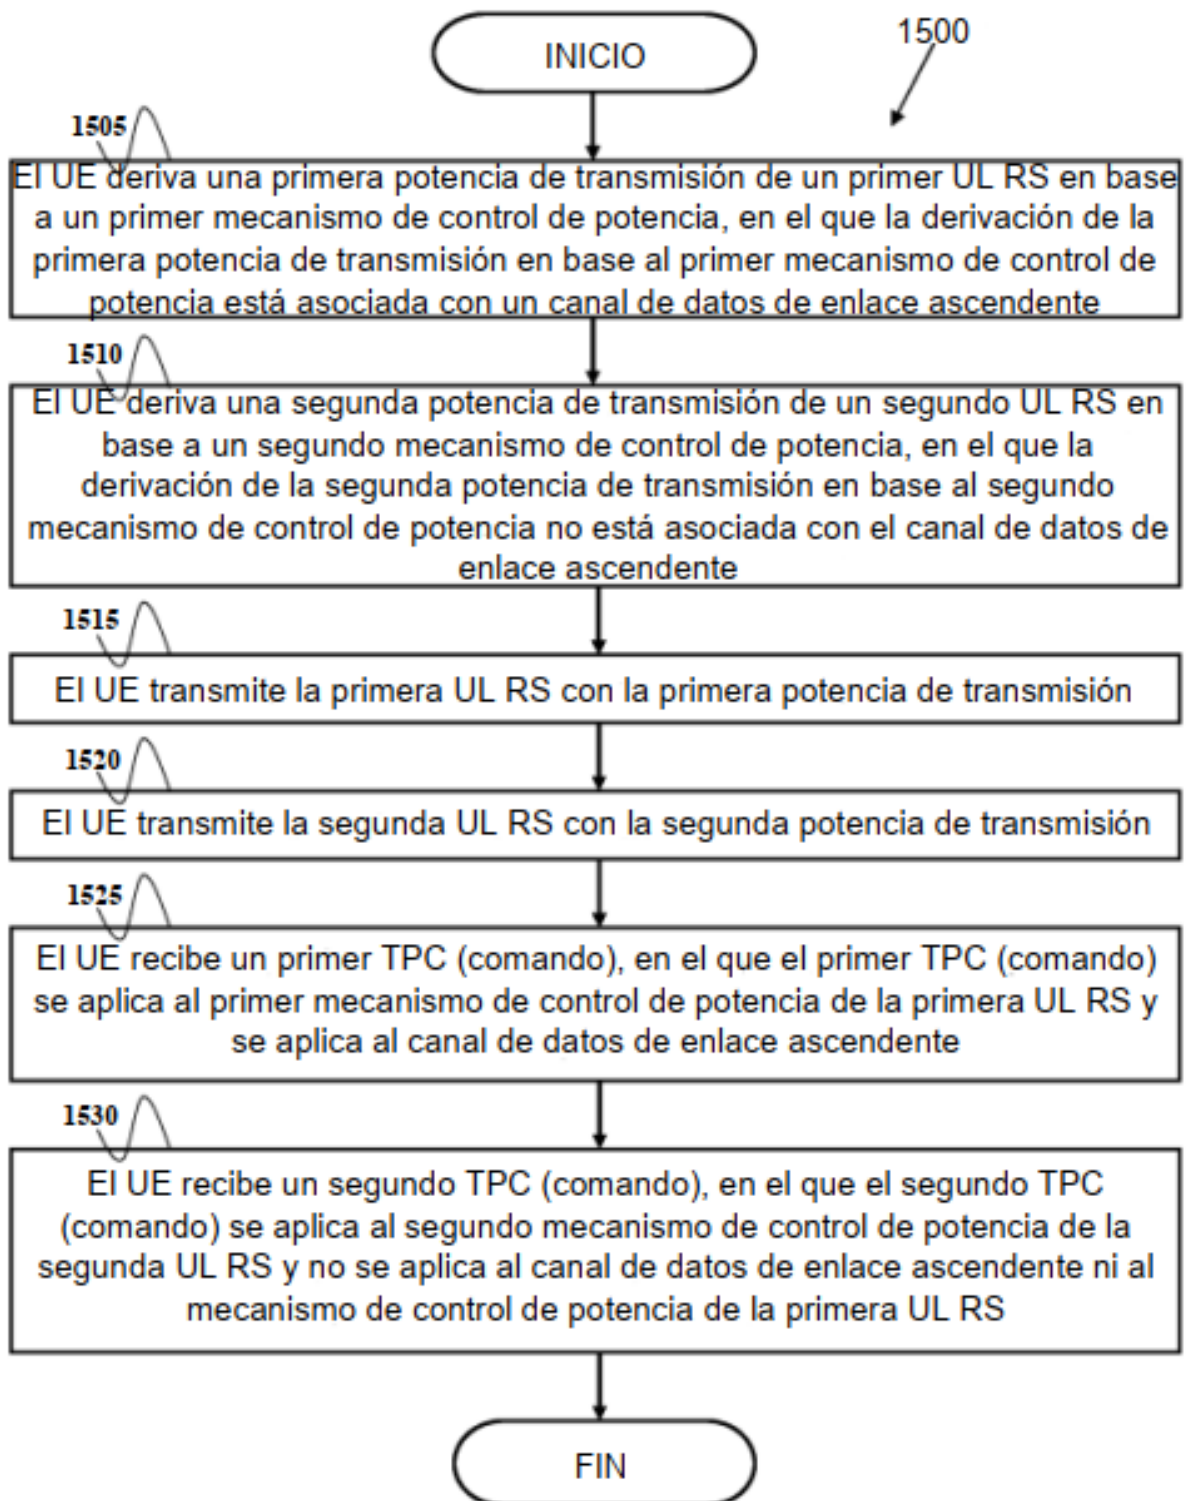 INICIO
1500
1505
El UE deriva una primera potencia de transmisión de un primer UL RS en base
a un primer mecanismo de control de potencia, en el que la derivación de la
primera potencia de transmisión en base al primer mecanismo de control de
potencia está asociada con un canal de datos de enlace ascendente
1510
El UE deriva una segunda potencia de transmisión de un segundo UL RS en
base a un segundo mecanismo de control de potencia, en el que la
derivación de la segunda potencia de transmisión en base al segundo
mecanismo de control de potencia no está asociada con el canal de datos de
enlace ascendente
1515
El UE transmite la primera UL RS con la primera potencia de transmisión
1520
El UE transmite la segunda UL RS con la segunda potencia de transmisión
1525
El UE recibe un primer TPC (comando), en el que el primer TPC (comando)
se aplica al primer mecanismo de control de potencia de la primera UL RS y
se aplica al canal de datos de enlace ascendente
1530
El UE recibe un segundo TPC (comando), en el que el segundo TPC
(comando) se aplica al segundo mecanismo de control de potencia de la
segunda UL RS y no se aplica al canal de datos de enlace ascendente ni al
mecanismo de control de potencia de la primera UL RS
FIN